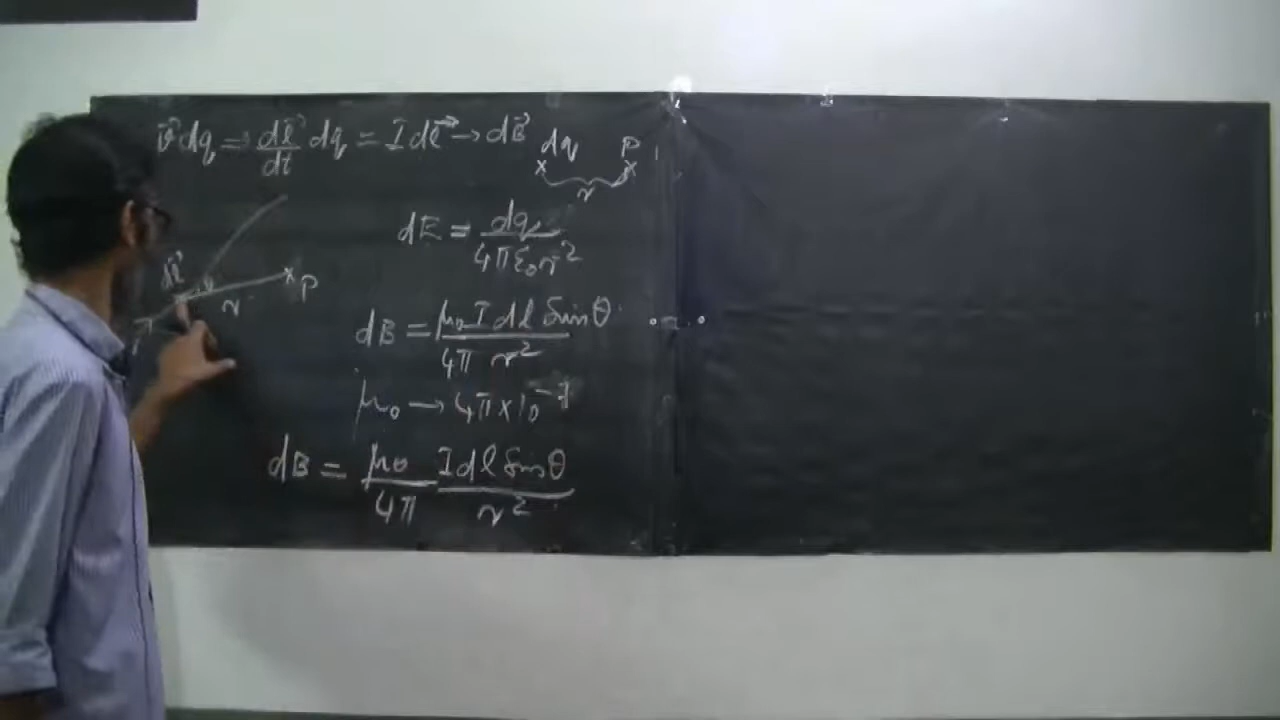 v⃗dq ⇒ dl⃗/dt dq = I dl⃗ → dB⃗
dq P
r
dE = dq/4πε₀r²
dl⃗ θ r P
dB = μ₀ I dl Sinθ/4π r²
μ₀ → 4π×10⁻⁷
dB = μ₀/4π I dl Sinθ/r²